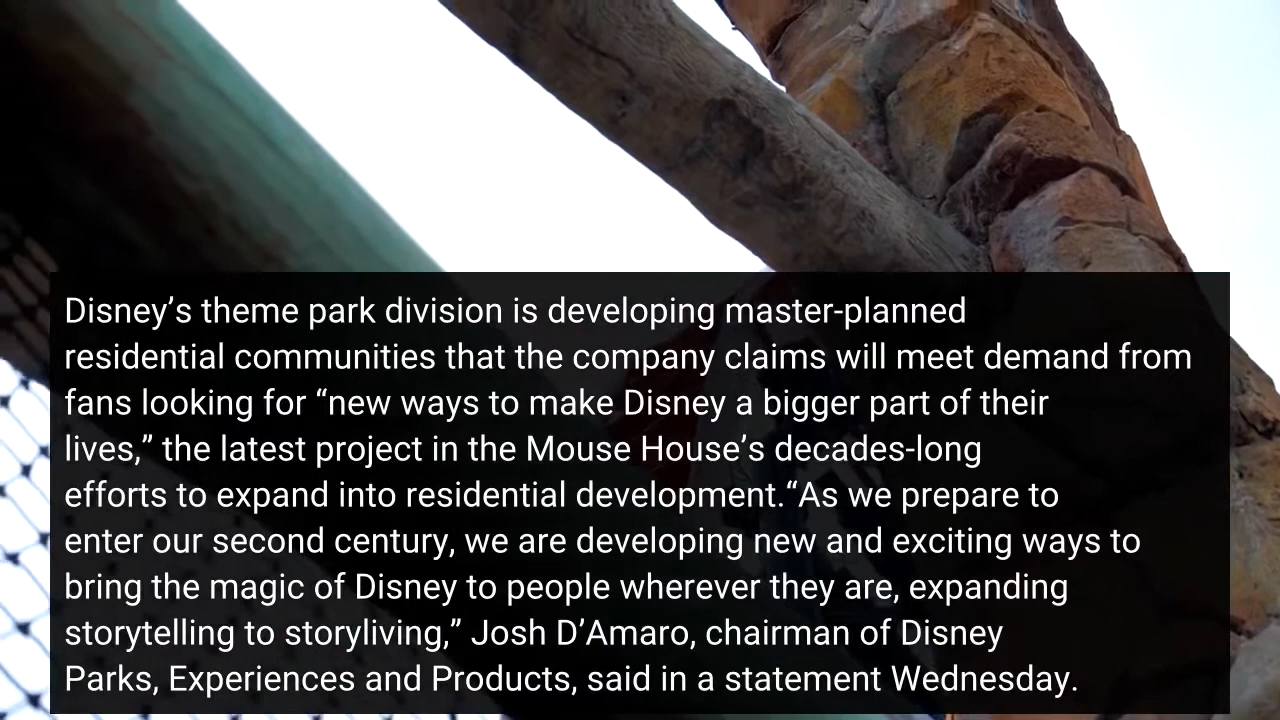 Disney’s theme park division is developing master-planned
residential communities that the company claims will meet demand from
fans looking for “new ways to make Disney a bigger part of their
lives,” the latest project in the Mouse House’s decades-long
efforts to expand into residential development.“As we prepare to
enter our second century, we are developing new and exciting ways to
bring the magic of Disney to people wherever they are, expanding
storytelling to storyliving,” Josh D’Amaro, chairman of Disney
Parks, Experiences and Products, said in a statement Wednesday.